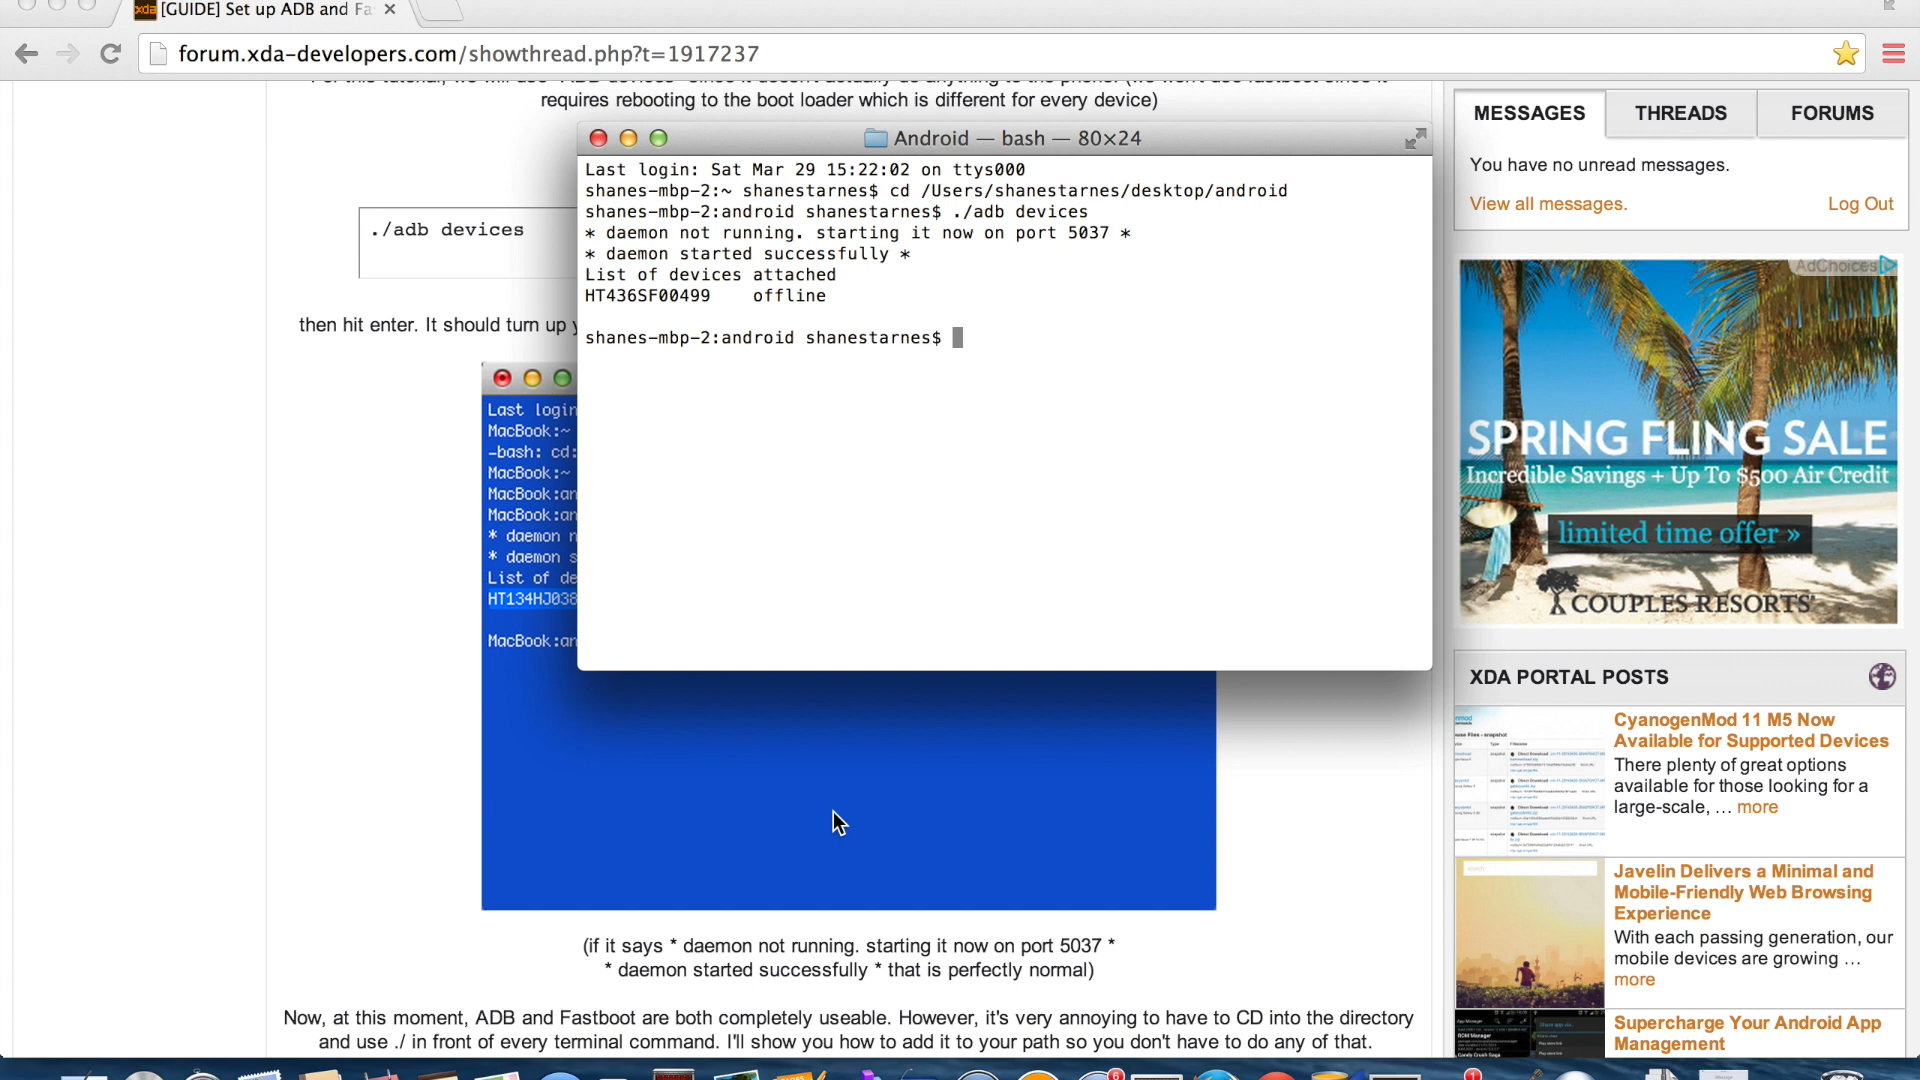 [GUIDE] Set up ADB and Fa
forum.xda-developers.com/showthread.php?t=1917237
requires rebooting to the boot loader which is different for every device)
./adb devices
then hit enter. It should turn up
Last login
MacBook:~
-bash: cd:
MacBook:~
MacBook:an
MacBook:an
* daemon n
* daemon s
List of de
HT134HJ038
MacBook:an
Android — bash — 80×24
Last login: Sat Mar 29 15:22:02 on ttys000
shanes-mbp-2:~ shanestarnes$ cd /Users/shanestarnes/desktop/android
shanes-mbp-2:android shanestarnes$ ./adb devices
* daemon not running. starting it now on port 5037 *
* daemon started successfully *
List of devices attached
HT436SF00499    offline
shanes-mbp-2:android shanestarnes$
(if it says * daemon not running. starting it now on port 5037 *
* daemon started successfully * that is perfectly normal)
Now, at this moment, ADB and Fastboot are both completely useable. However, it's very annoying to have to CD into the directory
and use ./ in front of every terminal command. I'll show you how to add it to your path so you don't have to do any of that.
MESSAGES THREADS FORUMS
You have no unread messages.
View all messages. Log Out
AdChoices
SPRING FLING SALE
Incredible Savings + Up To $500 Air Credit
limited time offer »
COUPLES RESORTS
XDA PORTAL POSTS
CyanogenMod 11 M5 Now
Available for Supported Devices
There plenty of great options
available for those looking for a
large-scale, ... more
Javelin Delivers a Minimal and
Mobile-Friendly Web Browsing
Experience
With each passing generation, our
mobile devices are growing ...
more
Supercharge Your Android App
Management